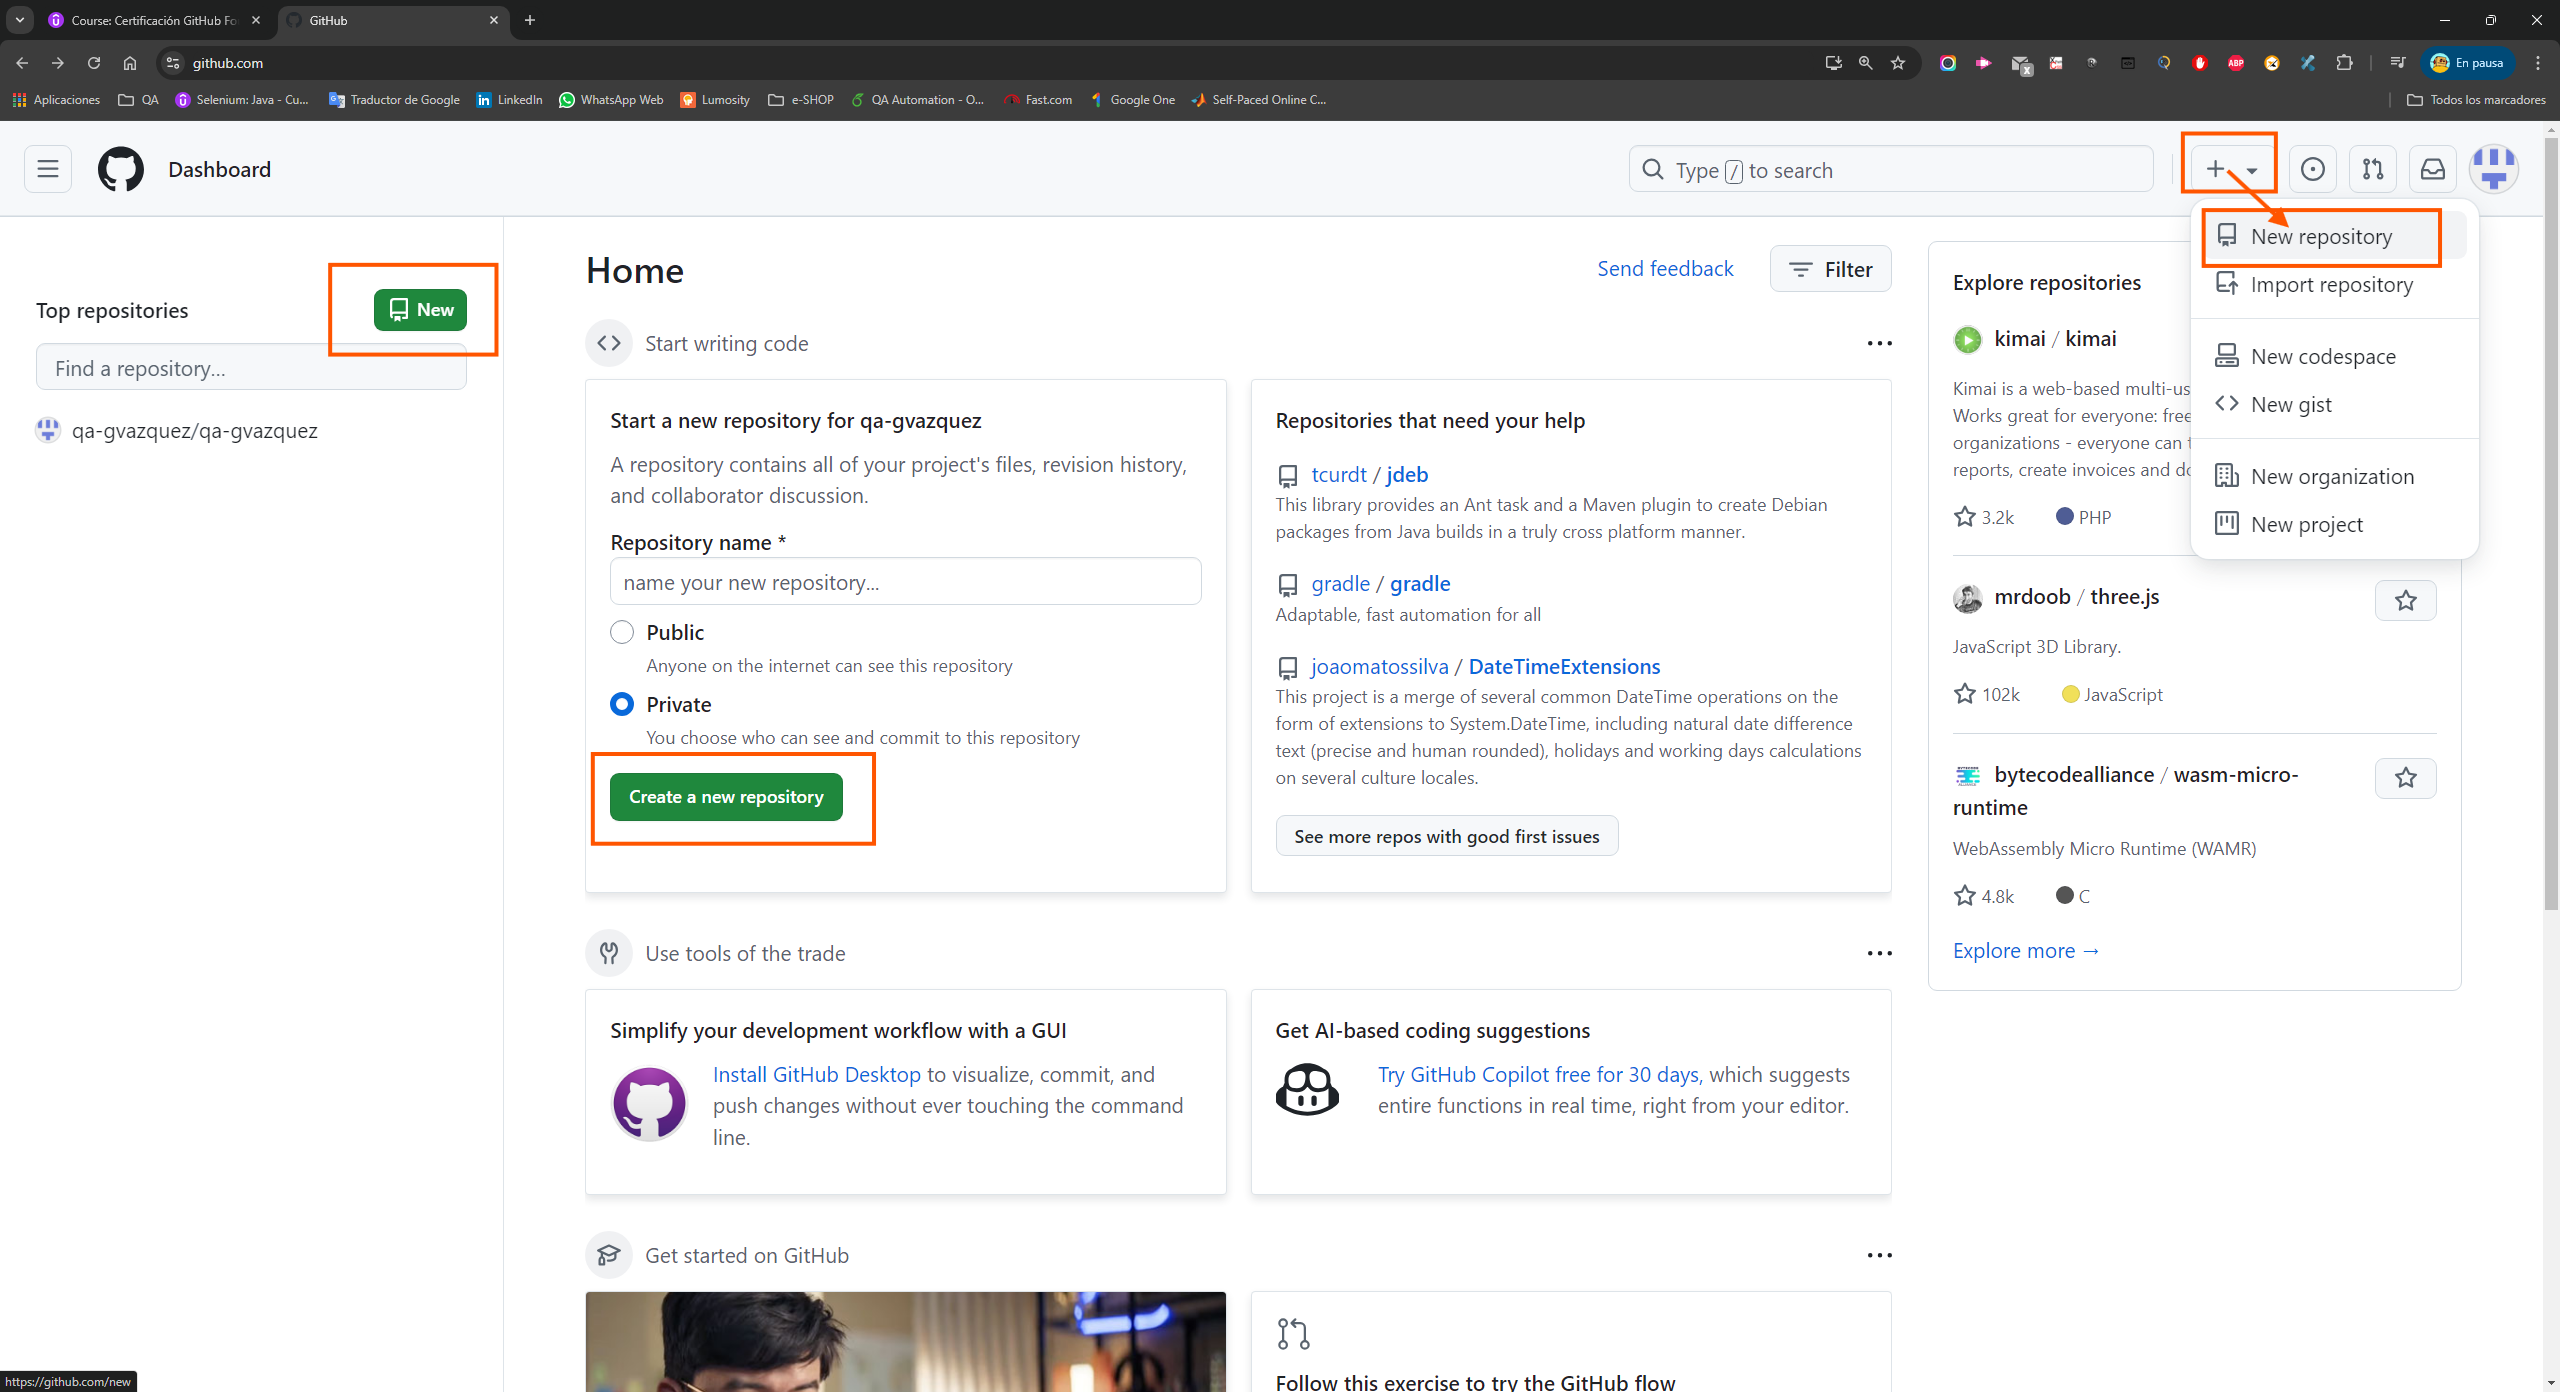 Course: Certificación GitHub Fo
GitHub
github.com
En pausa
Aplicaciones
QA
Selenium: Java - Cu...
Traductor de Google
LinkedIn
WhatsApp Web
Lumosity
e-SHOP
QA Automation - O...
Fast.com
Google One
Self-Paced Online C...
Todos los marcadores
Dashboard
Type / to search
Top repositories
New
Find a repository...
qa-gvazquez/qa-gvazquez
Home
Send feedback
Filter
Start writing code
Start a new repository for qa-gvazquez
A repository contains all of your project's files, revision history,
and collaborator discussion.
Repository name *
name your new repository...
Public
Anyone on the internet can see this repository
Private
You choose who can see and commit to this repository
Create a new repository
Repositories that need your help
tcurdt / jdeb
This library provides an Ant task and a Maven plugin to create Debian
packages from Java builds in a truly cross platform manner.
gradle / gradle
Adaptable, fast automation for all
joaomatossilva / DateTimeExtensions
This project is a merge of several common DateTime operations on the
form of extensions to System.DateTime, including natural date difference
text (precise and human rounded), holidays and working days calculations
on several culture locales.
See more repos with good first issues
Use tools of the trade
Simplify your development workflow with a GUI
Install GitHub Desktop to visualize, commit, and
push changes without ever touching the command
line.
Get AI-based coding suggestions
Try GitHub Copilot free for 30 days, which suggests
entire functions in real time, right from your editor.
Get started on GitHub
Follow this exercise to try the GitHub flow
Explore repositories
kimai / kimai
Kimai is a web-based multi-us
Works great for everyone: free
organizations - everyone can t
reports, create invoices and do
3.2k
PHP
mrdoob / three.js
JavaScript 3D Library.
102k
JavaScript
bytecodealliance / wasm-micro-
runtime
WebAssembly Micro Runtime (WAMR)
4.8k
C
Explore more →
New repository
Import repository
New codespace
New gist
New organization
New project
ABP
https://github.com/new